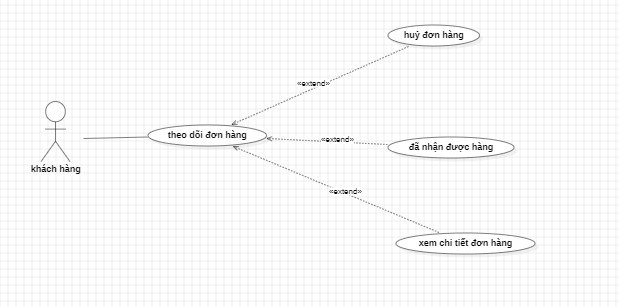 huỷ đơn hàng
«extend»
theo dõi đơn hàng
«extend»
đã nhận được hàng
khách hàng
«extend»
xem chi tiết đơn hàng